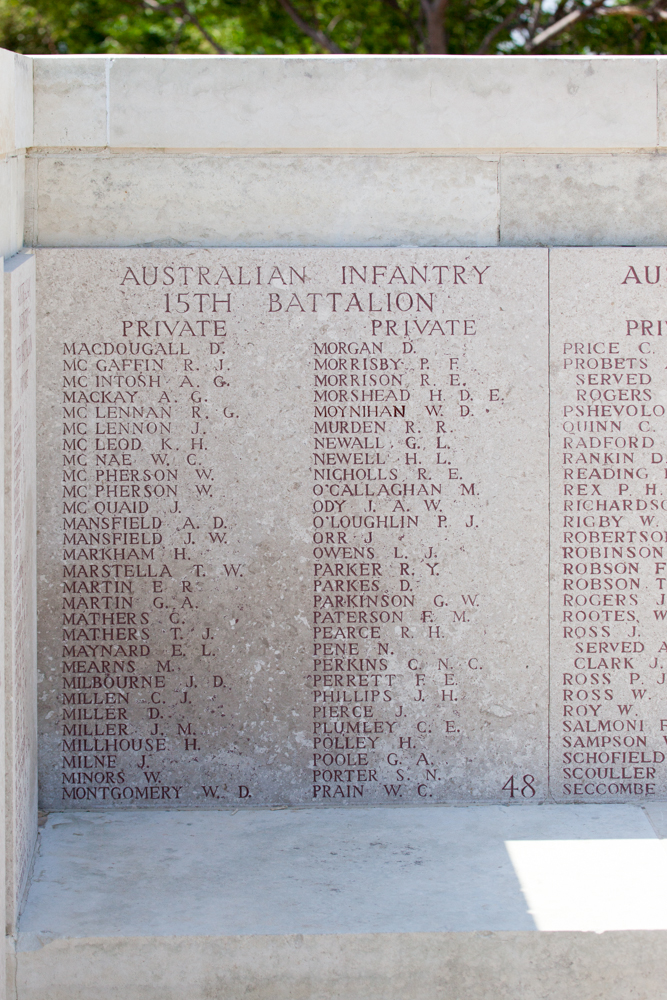 AUSTRALIAN INFANTRY
15TH BATTALION
PRIVATE
MACDOUGALL D.
MC GAFFIN R. J.
MC INTOSH A. G.
MACKAY A. G.
MC LENNAN R. G.
MC LENNON J.
MC LEOD K. H.
MC NAE W. C.
MC PHERSON W.
MC PHERSON W.
MC QUAID J.
MANSFIELD A. D.
MANSFIELD J. W.
MARKHAM H.
MARSTELLA T. W.
MARTIN E. R.
MARTIN G. A.
MATHERS C.
MATHERS T. J.
MAYNARD E. L.
MEARNS M.
MILBOURNE J. D.
MILLEN C. J.
MILLER D.
MILLER J. M.
MILLHOUSE H.
MILNE J.
MINORS W.
MONTGOMERY W. D.
PRIVATE
MORGAN D.
MORRISBY P. F.
MORRISON R. E.
MORSHEAD H. D. E.
MOYNIHAN W. D.
MURDEN R. R.
NEWALL G. L.
NEWELL H. L.
NICHOLLS R. E.
O'CALLAGHAN M.
ODY J. A. W.
O'LOUGHLIN P. J.
ORR J.
OWENS L. J.
PARKER R. Y.
PARKES D.
PARKINSON G. W.
PATERSON F. M.
PEARCE R. H.
PENE N.
PERKINS C. N. C.
PERRETT F. E.
PHILLIPS J. H.
PIERCE J.
PLUMLEY C. E.
POLLEY H.
POOLE G. A.
PORTER S. N.
PRAIN W. C.
48
AU
PRI
PRICE C.
PROBETS
SERVED
ROGERS
PSHEVOLO
QUINN C.
RADFORD
RANKIN D.
READING
REX P. H.
RICHARDSO
RIGBY W.
ROBERTSO
ROBINSON
ROBSON F
ROBSON T.
ROGERS J.
ROOTES W
ROSS J.
SERVED A
CLARK J.
ROSS P. J
ROSS W.
ROY W.
SALMONI F
SAMPSON
SCHOFIELD
SCOULLER
SECCOMBE